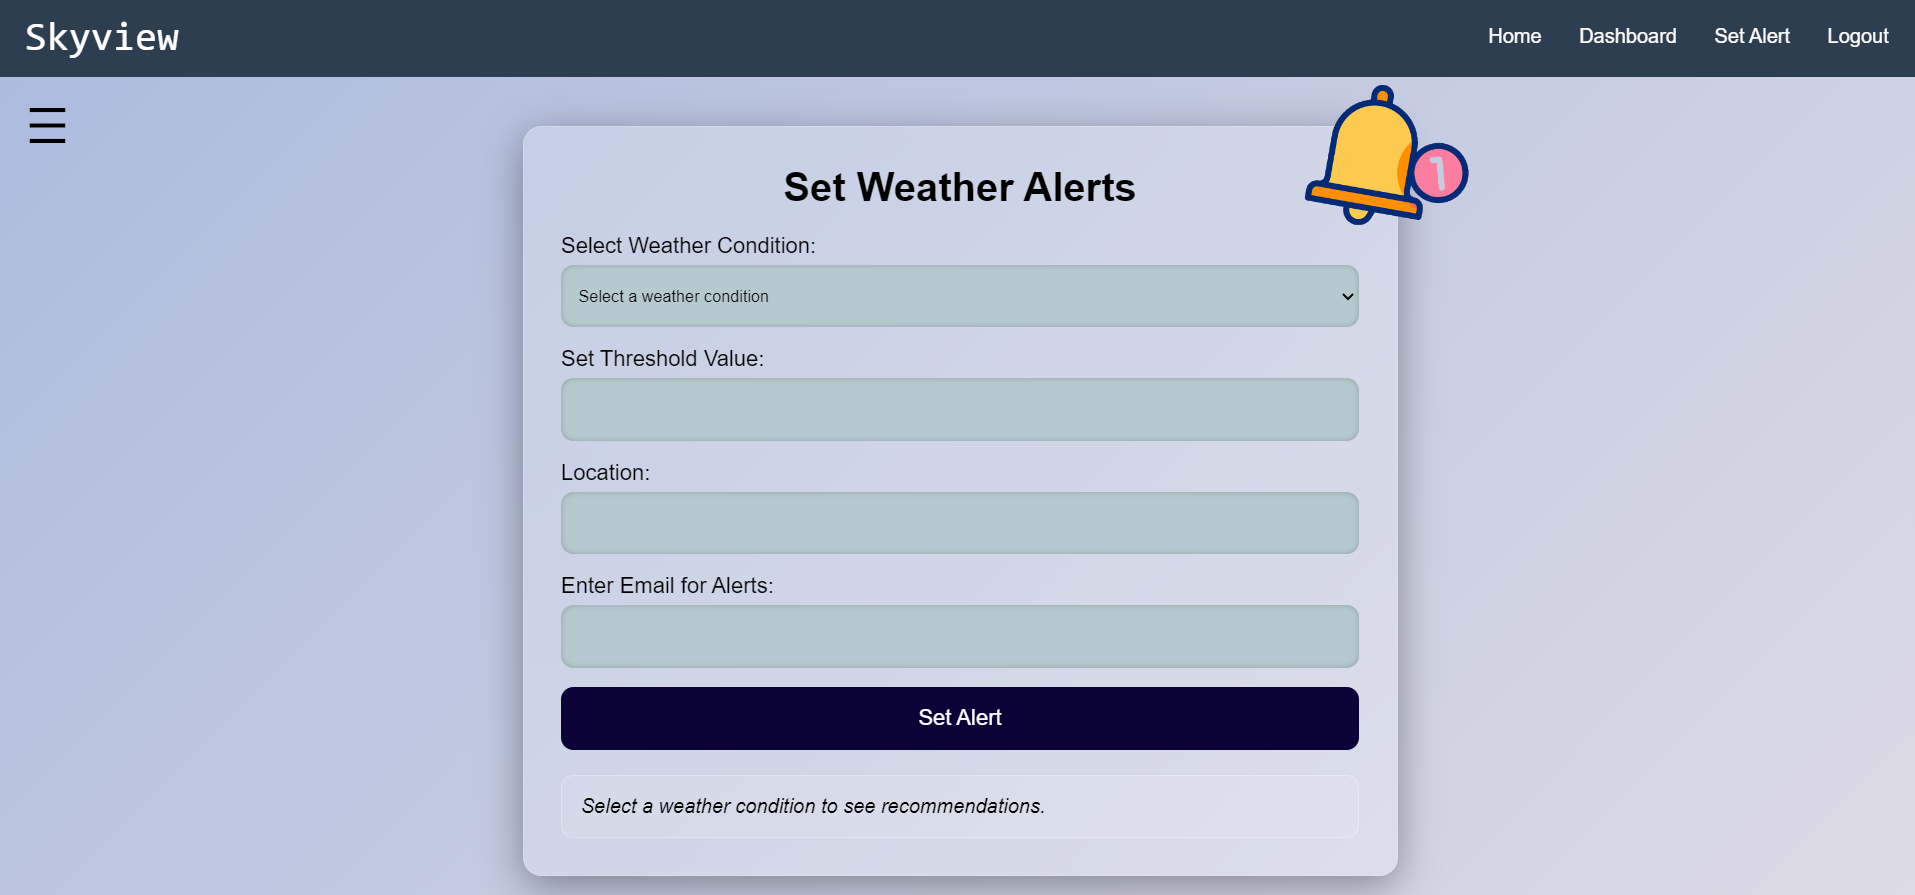 Skyview
Home Dashboard Set Alert Logout
1
Set Weather Alerts
Select Weather Condition:
Select a weather condition
Set Threshold Value:
Location:
Enter Email for Alerts:
Set Alert
Select a weather condition to see recommendations.